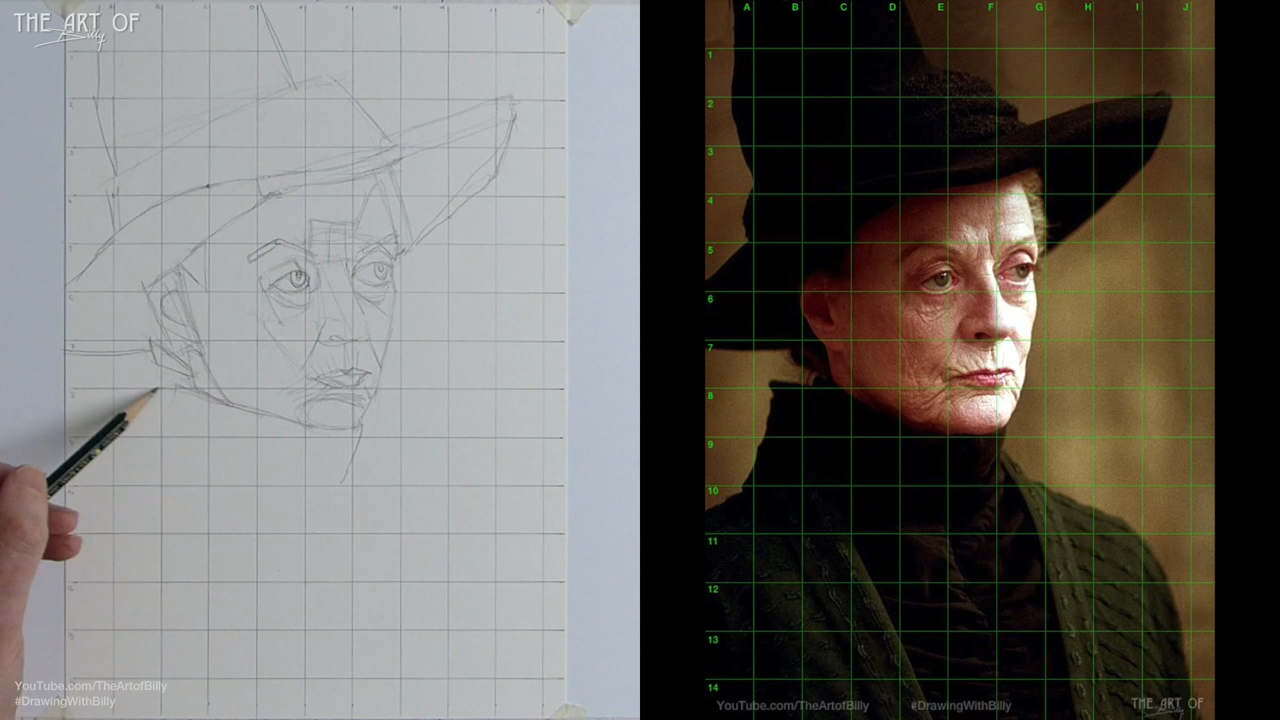 THE ART OF
Billy
YouTube.com/TheArtofBilly
#DrawingWithBilly
A B C D E F G H I J
1
2
3
4
5
6
7
8
9
10
11
12
13
14
YouTube.com/TheArtofBilly #DrawingWithBilly
THE ART OF